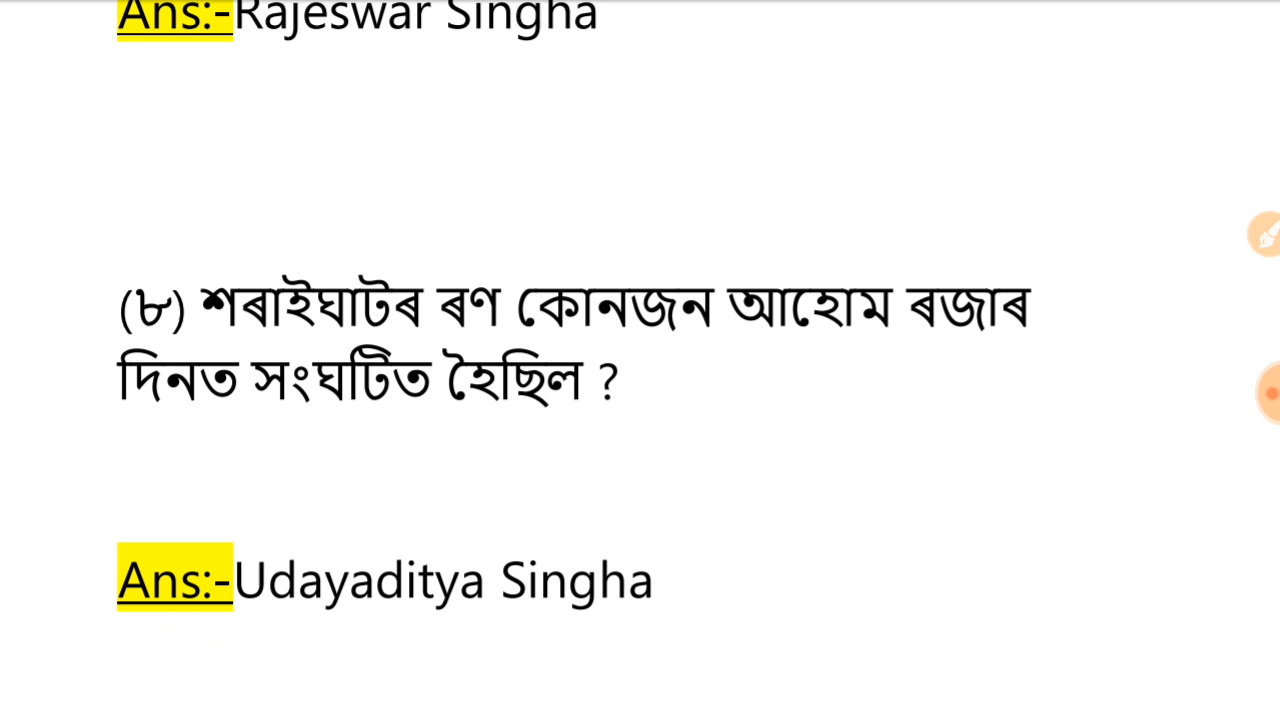 Ans:-Rajeswar Singha
(৮) শৰাইঘাটৰ ৰণ কোনজন আহোম ৰজাৰ
দিনত সংঘটিত হৈছিল ?
Ans:-Udayaditya Singha